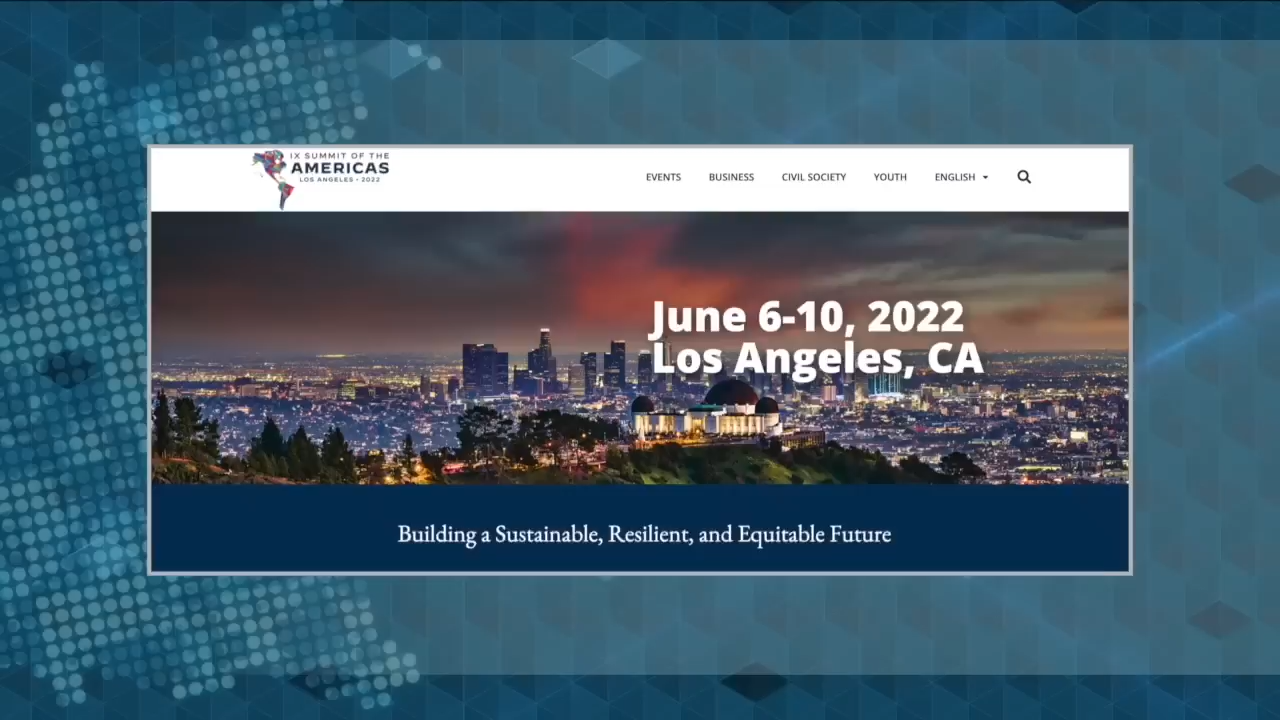 IX SUMMIT OF THE
AMERICAS
LOS ANGELES • 2022
EVENTS BUSINESS CIVIL SOCIETY YOUTH ENGLISH
June 6-10, 2022
Los Angeles, CA
Building a Sustainable, Resilient, and Equitable Future